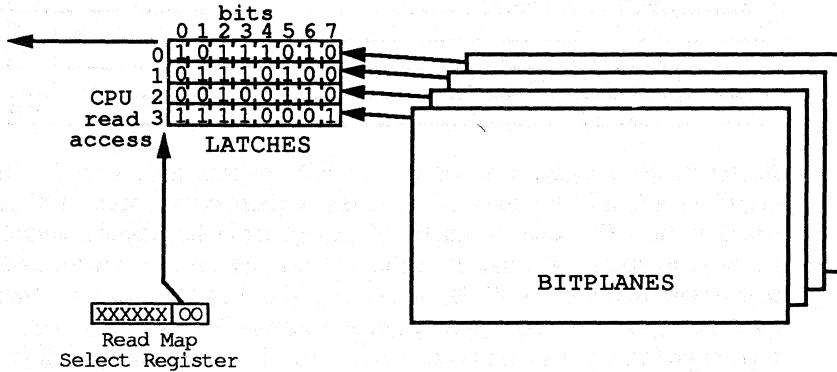 bits
0 1 2 3 4 5 6 7
0 1 0 1 1 1 0 1 0
1 0 1 1 1 0 1 0 0
2 0 0 1 0 0 1 1 0
3 1 1 1 1 0 0 0 1
CPU
read
access
LATCHES
BITPLANES
XXXXXX 00
Read Map
Select Register